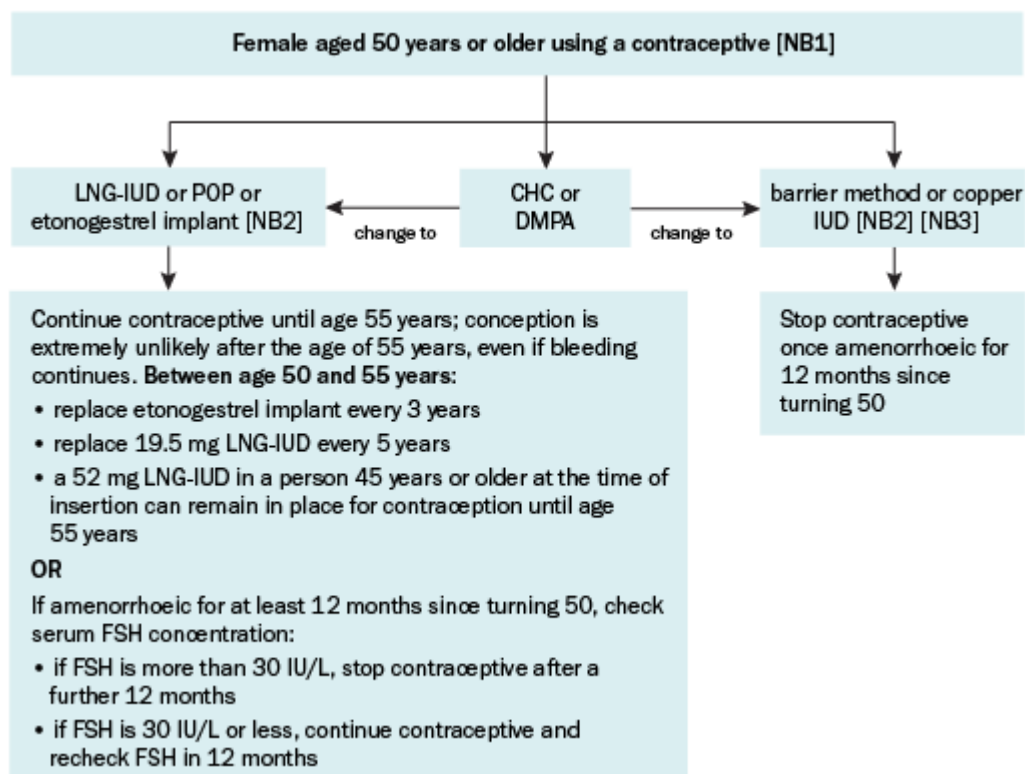 Female aged 50 years or older using a contraceptive [NB1]
LNG-IUD or POP or
etonogestrel implant [NB2]
change to
CHC or
DMPA
change to
barrier method or copper
IUD [NB2] [NB3]
Continue contraceptive until age 55 years; conception is
extremely unlikely after the age of 55 years, even if bleeding
continues. Between age 50 and 55 years:
• replace etonogestrel implant every 3 years
• replace 19.5 mg LNG-IUD every 5 years
• a 52 mg LNG-IUD in a person 45 years or older at the time of
insertion can remain in place for contraception until age
55 years
OR
If amenorrhoeic for at least 12 months since turning 50, check
serum FSH concentration:
• if FSH is more than 30 IU/L, stop contraceptive after a
further 12 months
• if FSH is 30 IU/L or less, continue contraceptive and
recheck FSH in 12 months
Stop contraceptive
once amenorrhoeic for
12 months since
turning 50